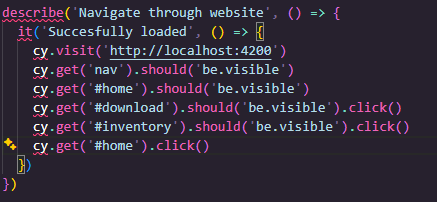 describe('Navigate through website', () => {
  it('Succesfully loaded', () => {
    cy.visit('http://localhost:4200')
    cy.get('nav').should('be.visible')
    cy.get('#home').should('be.visible')
    cy.get('#download').should('be.visible').click()
    cy.get('#inventory').should('be.visible').click()
    cy.get('#home').click()
  })
})